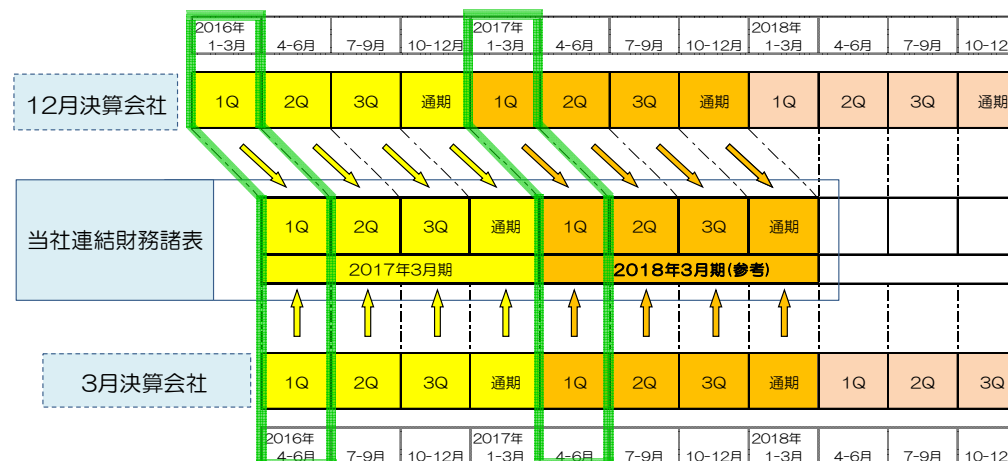 2016年 2017年 2018年
1-3月 4-6月 7-9月 10-12月 1-3月 4-6月 7-9月 10-12月 1-3月 4-6月 7-9月 10-12
12月決算会社 1Q 2Q 3Q 通期 1Q 2Q 3Q 通期 1Q 2Q 3Q 通期
当社連結財務諸表 1Q 2Q 3Q 通期 1Q 2Q 3Q 通期
2017年3月期 2018年3月期(参考)
3月決算会社 1Q 2Q 3Q 通期 1Q 2Q 3Q 通期 1Q 2Q 3Q
2016年 2017年 2018年
4-6月 7-9月 10-12月 1-3月 4-6月 7-9月 10-12月 1-3月 4-6月 7-9月 10-12